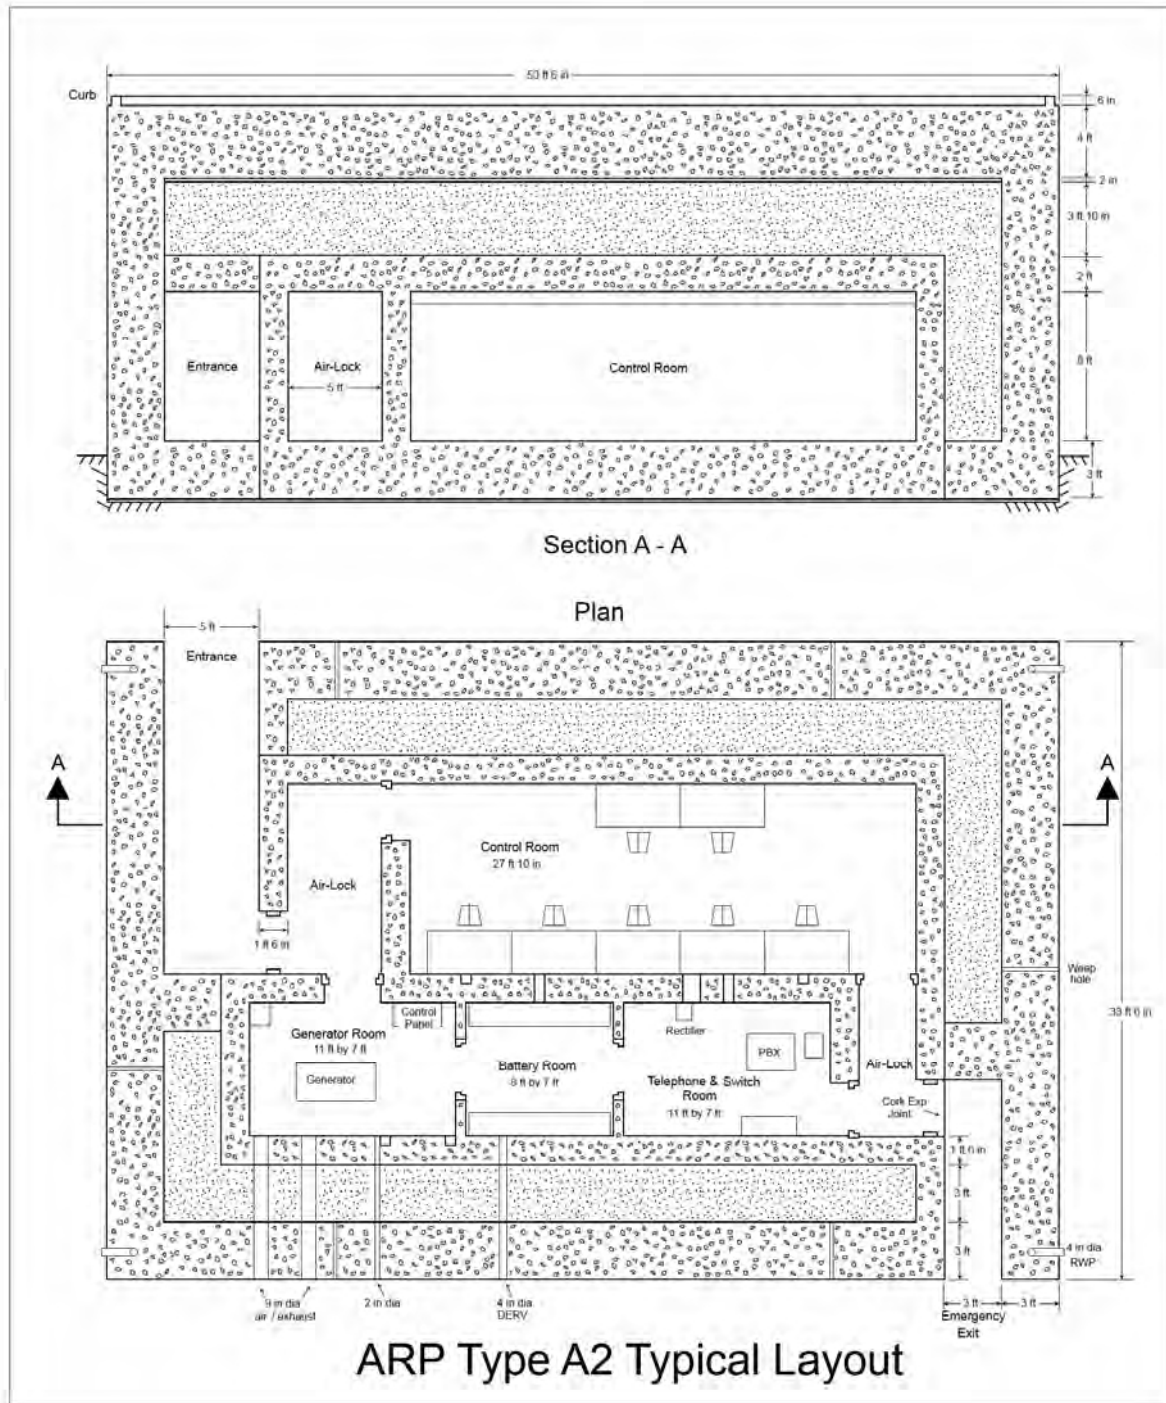 50 ft 6 in
Curb
6 in
4 ft
2 in
3 ft 10 in
2 ft
Entrance
Air-Lock
5 ft
Control Room
8 ft
3 ft
Section A - A
Plan
5 ft
Entrance
A
A
Control Room
27 ft 10 in
Air-Lock
1 ft 6 in
Weep
hole
33 ft 6 in
Control
Panel
Generator Room
11 ft by 7 ft
Generator
Battery Room
8 ft by 7 ft
Rectifier
PBX
Telephone & Switch
Room
11 ft by 7 ft
Air-Lock
Cork Exp
Joint
1 ft 6 in
3 ft
3 ft
4 in dia
RWP
9 in dia
air / exhaust
2 in dia
4 in dia
DERV
3 ft
3 ft
Emergency
Exit
ARP Type A2 Typical Layout